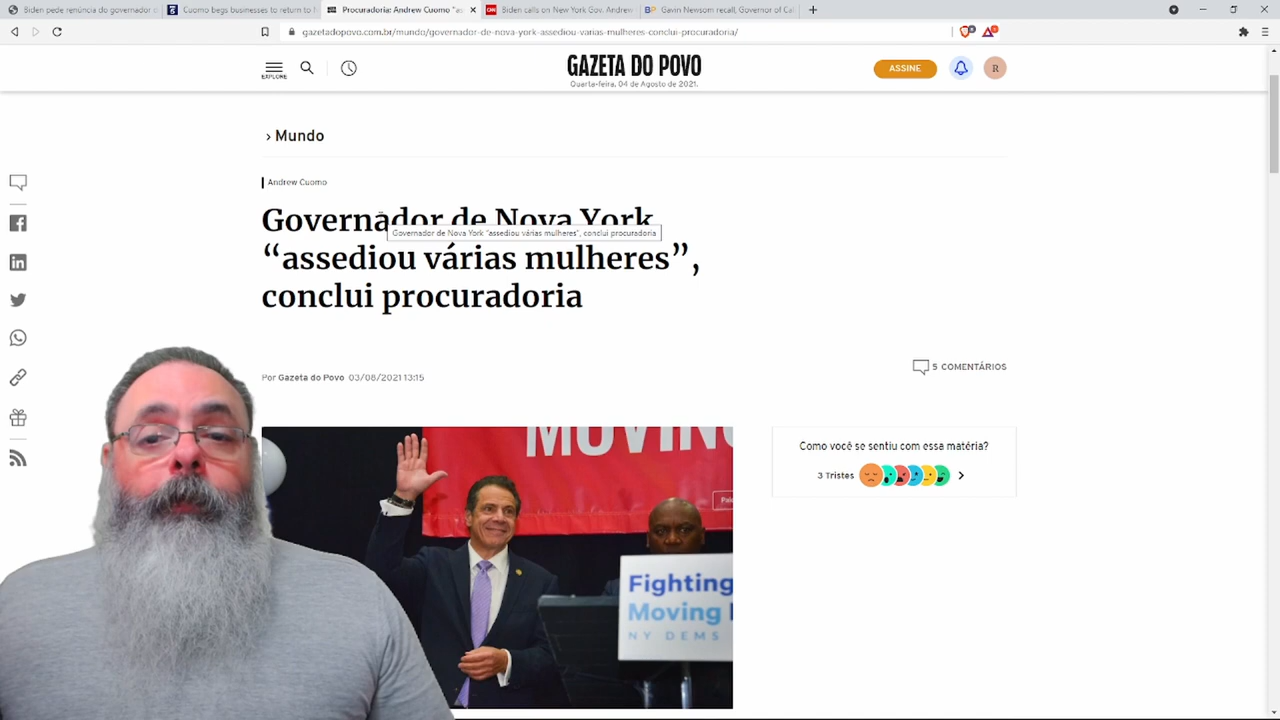 Biden pede renúncia do governador d
Cuomo begs businesses to return to
Procuradoria: Andrew Cuomo "as
Biden calls on New York Gov. Andrew
Gavin Newsom recall, Governor of Cal
gazetadopovo.com.br/mundo/governador-de-nova-york-assediou-varias-mulheres-conclui-procuradoria/
EXPLORE
GAZETA DO POVO
Quarta-feira, 04 de Agosto de 2021.
ASSINE
R
› Mundo
Andrew Cuomo
Governador de Nova York
Governador de Nova York "assediou várias mulheres", conclui procuradoria
“assediou várias mulheres”,
conclui procuradoria
Por Gazeta do Povo 03/08/2021 13:15
5 COMENTÁRIOS
MOVING
Como você se sentiu com essa matéria?
3 Tristes
Fighting
Moving
NY DEMS